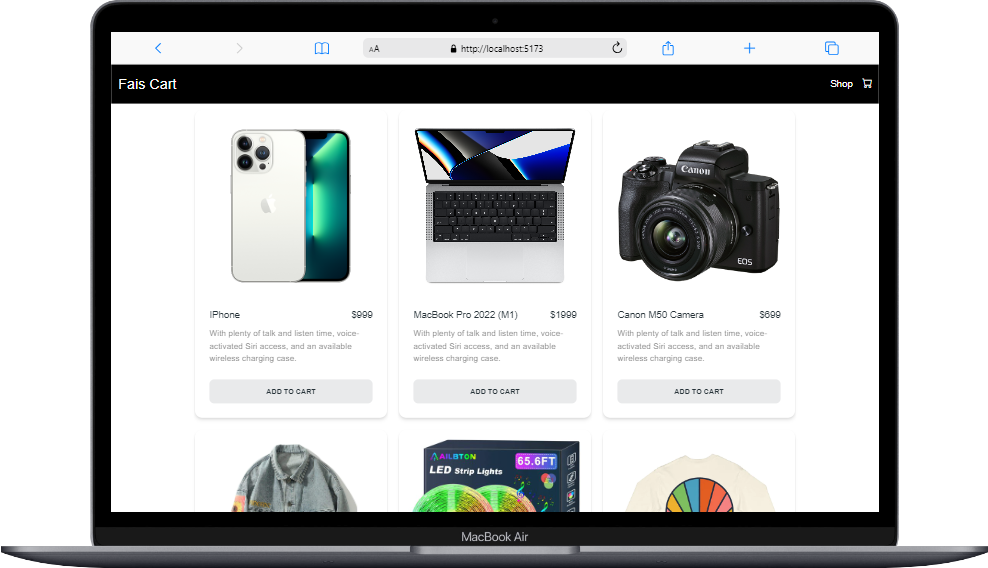 AA
http://localhost:5173
Fais Cart
Shop
Canon
EOS
IPhone $999
With plenty of talk and listen time, voice-
activated Siri access, and an available
wireless charging case.
ADD TO CART
MacBook Pro 2022 (M1) $1999
With plenty of talk and listen time, voice-
activated Siri access, and an available
wireless charging case.
ADD TO CART
Canon M50 Camera $699
With plenty of talk and listen time, voice-
activated Siri access, and an available
wireless charging case.
ADD TO CART
AILBTON
LED Strip Lights
65.6FT
MacBook Air